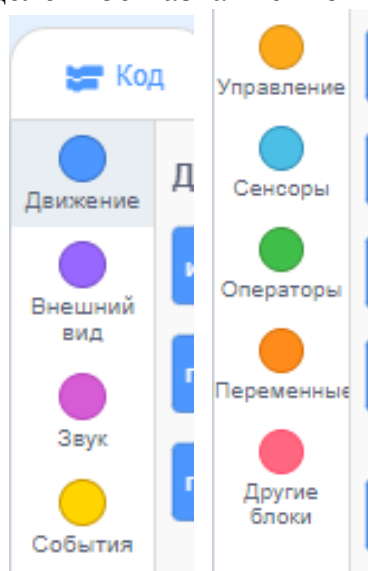 Код
Движение
Внешний
вид
Звук
События
Управление
Сенсоры
Операторы
Переменные
Другие
блоки